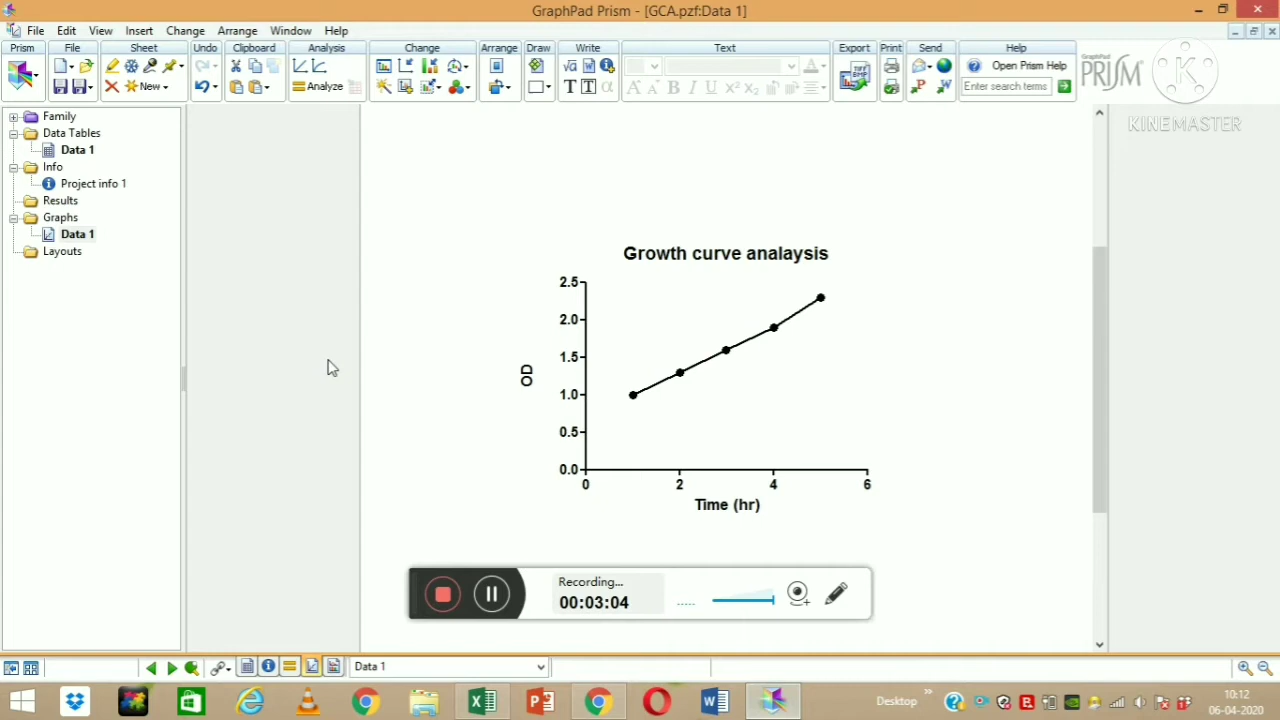 GraphPad Prism - [GCA.pzf:Data 1]
File Edit View Insert Change Arrange Window Help
Prism File Sheet Undo Clipboard Analysis Change Arrange Draw Write Text Export Print Send Help
Open Prism Help
New
Analyze
Enter search terms
GraphPad
PRISM
K
KINEMASTER
Family
Data Tables
Data 1
Info
Project info 1
Results
Graphs
Data 1
Layouts
Growth curve analaysis
2.5
2.0
1.5
OD
1.0
0.5
0.0
0 2 4 6
Time (hr)
Recording...
00:03:04
Data 1
Desktop
10:12
06-04-2020